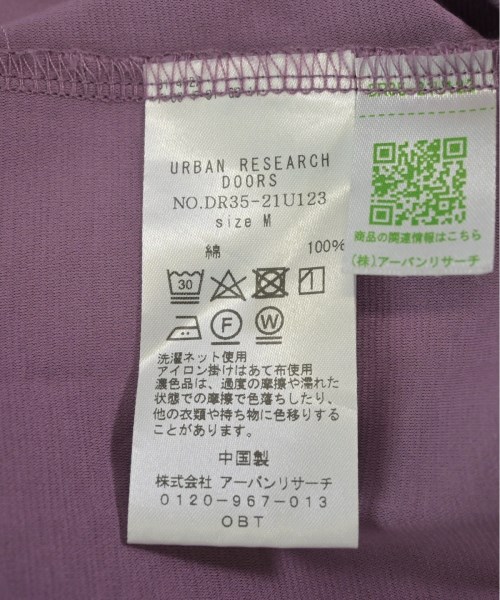 URBAN RESEARCH
DOORS
NO.DR35-21U123
size M
綿 100%
30
F
W
洗濯ネット使用
アイロン掛けはあて布使用
濃色品は、過度の摩擦や濡れた
状態での摩擦で色落ちしたり、
他の衣類や持ち物に色移りする
ことがあります。
中国製
株式会社 アーバンリサーチ
0120-967-013
OBT
商品の関連情報はこちら
(株)アーバンリサーチ